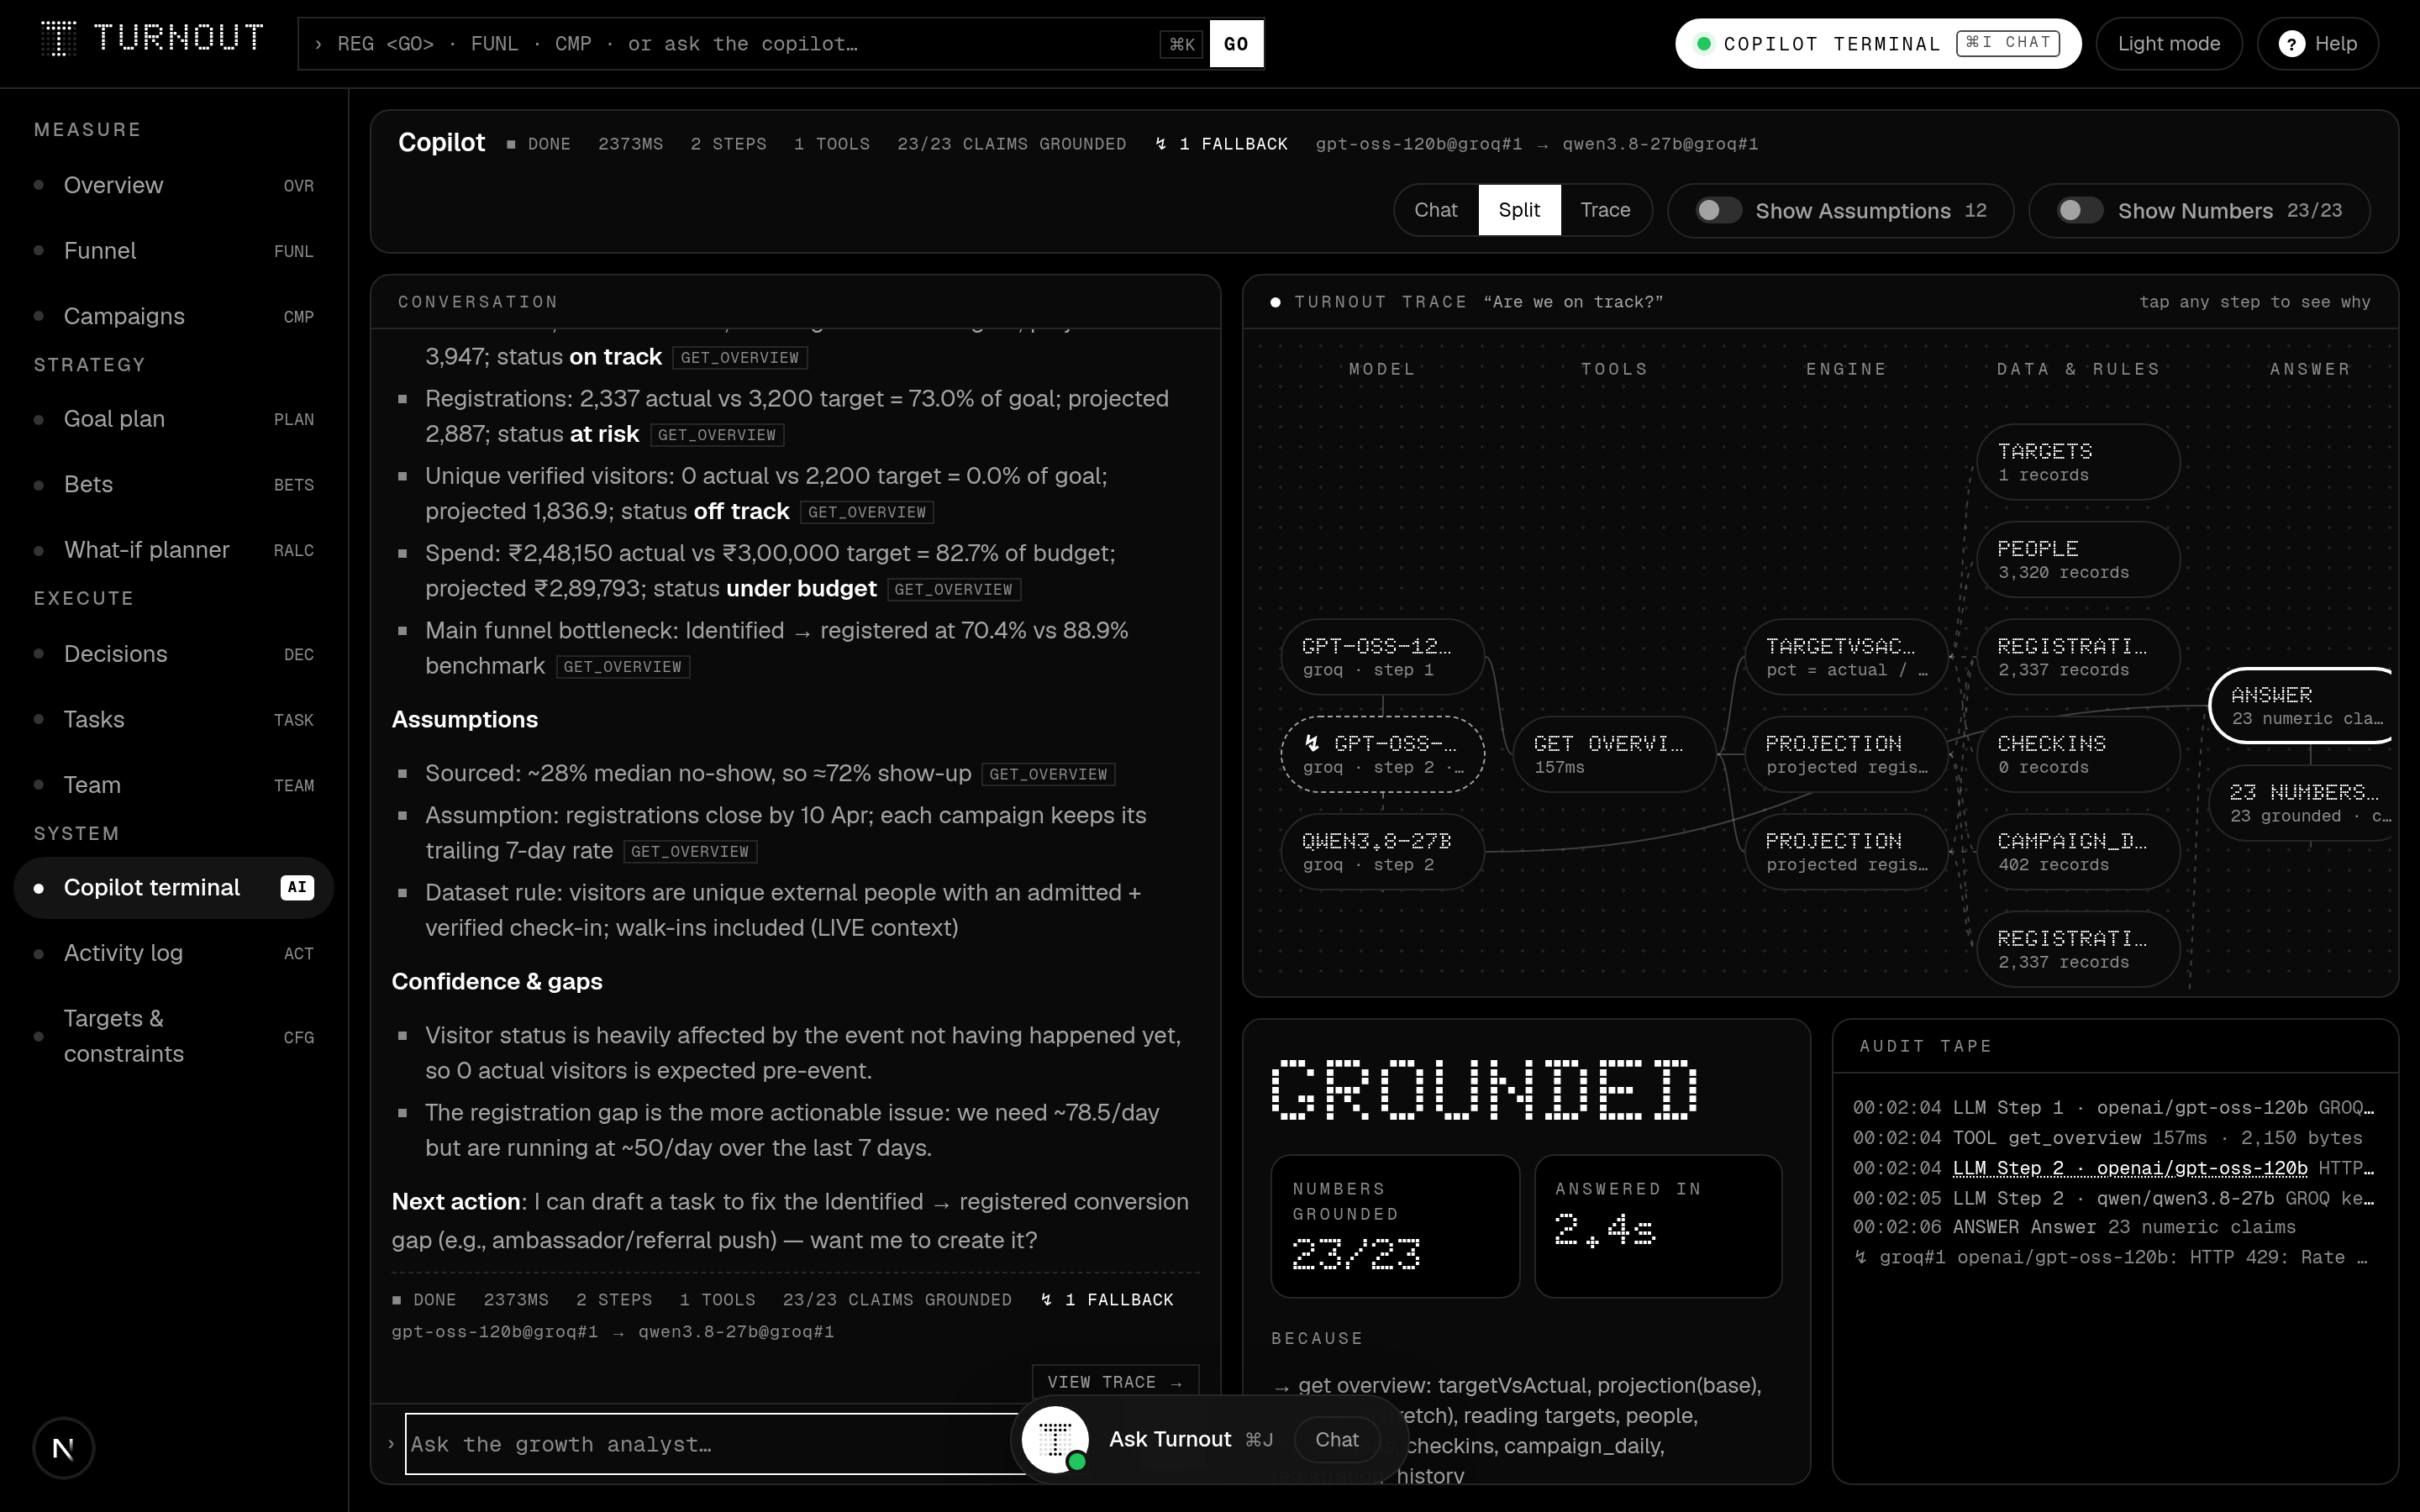 TURNOUT
› REG <GO> · FUNL · CMP · or ask the copilot… ⌘K GO
COPILOT TERMINAL ⌘I CHAT
Light mode
? Help
MEASURE
Overview OVR
Funnel FUNL
Campaigns CMP
STRATEGY
Goal plan PLAN
Bets BETS
What-if planner RALC
EXECUTE
Decisions DEC
Tasks TASK
Team TEAM
SYSTEM
Copilot terminal AI
Activity log ACT
Targets &
constraints CFG
N
Copilot ■ DONE 2373MS 2 STEPS 1 TOOLS 23/23 CLAIMS GROUNDED ↯ 1 FALLBACK gpt-oss-120b@groq#1 → qwen3.8-27b@groq#1
Chat Split Trace Show Assumptions 12 Show Numbers 23/23
CONVERSATION
3,947; status on track GET_OVERVIEW
Registrations: 2,337 actual vs 3,200 target = 73.0% of goal; projected
2,887; status at risk GET_OVERVIEW
Unique verified visitors: 0 actual vs 2,200 target = 0.0% of goal;
projected 1,836.9; status off track GET_OVERVIEW
Spend: ₹2,48,150 actual vs ₹3,00,000 target = 82.7% of budget;
projected ₹2,89,793; status under budget GET_OVERVIEW
Main funnel bottleneck: Identified → registered at 70.4% vs 88.9%
benchmark GET_OVERVIEW
Assumptions
Sourced: ~28% median no-show, so ≈72% show-up GET_OVERVIEW
Assumption: registrations close by 10 Apr; each campaign keeps its
trailing 7-day rate GET_OVERVIEW
Dataset rule: visitors are unique external people with an admitted +
verified check-in; walk-ins included (LIVE context)
Confidence & gaps
Visitor status is heavily affected by the event not having happened yet,
so 0 actual visitors is expected pre-event.
The registration gap is the more actionable issue: we need ~78.5/day
but are running at ~50/day over the last 7 days.
Next action: I can draft a task to fix the Identified → registered conversion
gap (e.g., ambassador/referral push) — want me to create it?
■ DONE 2373MS 2 STEPS 1 TOOLS 23/23 CLAIMS GROUNDED ↯ 1 FALLBACK
gpt-oss-120b@groq#1 → qwen3.8-27b@groq#1
VIEW TRACE →
› Ask the growth analyst…
Ask Turnout ⌘J Chat
TURNOUT TRACE “Are we on track?” tap any step to see why
MODEL TOOLS ENGINE DATA & RULES ANSWER
TARGETS
1 records
PEOPLE
3,320 records
GPT-OSS-12…
groq · step 1
TARGETVSAC…
pct = actual / …
REGISTRATI…
2,337 records
ANSWER
23 numeric cla…
↯ GPT-OSS-…
groq · step 2 ·…
GET OVERVI…
157ms
PROJECTION
projected regis…
CHECKINS
0 records
23 NUMBERS…
23 grounded · c…
QWEN3.8-27B
groq · step 2
PROJECTION
projected regis…
CAMPAIGN_D…
402 records
REGISTRATI…
2,337 records
GROUNDED
NUMBERS
GROUNDED
23/23
ANSWERED IN
2.4s
BECAUSE
→ get overview: targetVsActual, projection(base),
retch), reading targets, people,
checkins, campaign_daily,
history
AUDIT TAPE
00:02:04 LLM Step 1 · openai/gpt-oss-120b GROQ…
00:02:04 TOOL get_overview 157ms · 2,150 bytes
00:02:04 LLM Step 2 · openai/gpt-oss-120b HTTP…
00:02:05 LLM Step 2 · qwen/qwen3.8-27b GROQ ke…
00:02:06 ANSWER Answer 23 numeric claims
↯ groq#1 openai/gpt-oss-120b: HTTP 429: Rate …